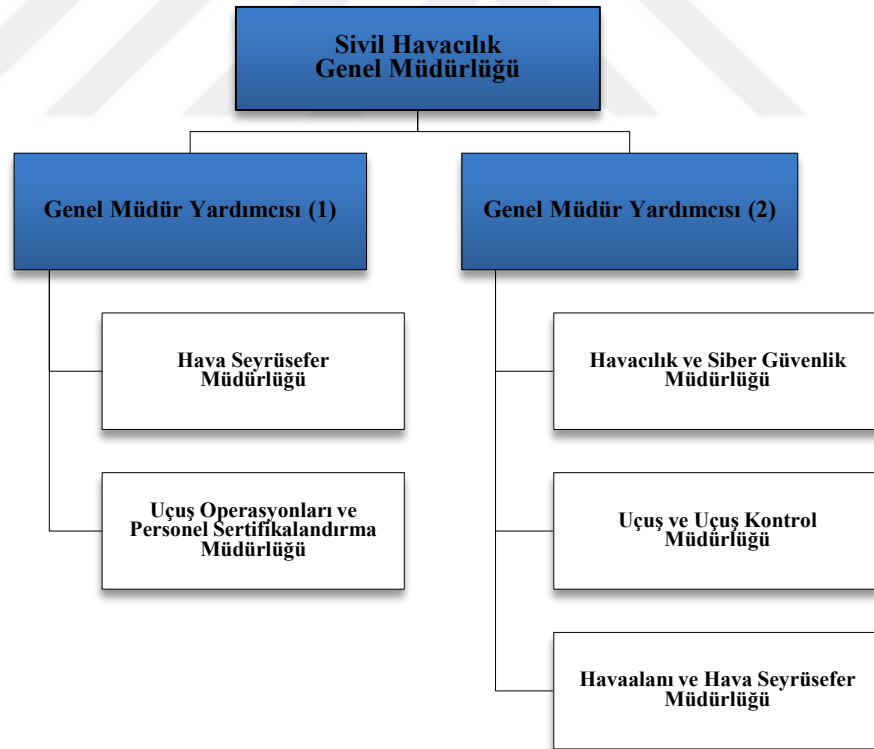 Sivil Havacılık
Genel Müdürlüğü
Genel Müdür Yardımcısı (1)
Genel Müdür Yardımcısı (2)
Hava Seyrüsefer
Müdürlüğü
Havacılık ve Siber Güvenlik
Müdürlüğü
Uçuş Operasyonları ve
Personel Sertifikalandırma
Müdürlüğü
Uçuş ve Uçuş Kontrol
Müdürlüğü
Havaalanı ve Hava Seyrüsefer
Müdürlüğü